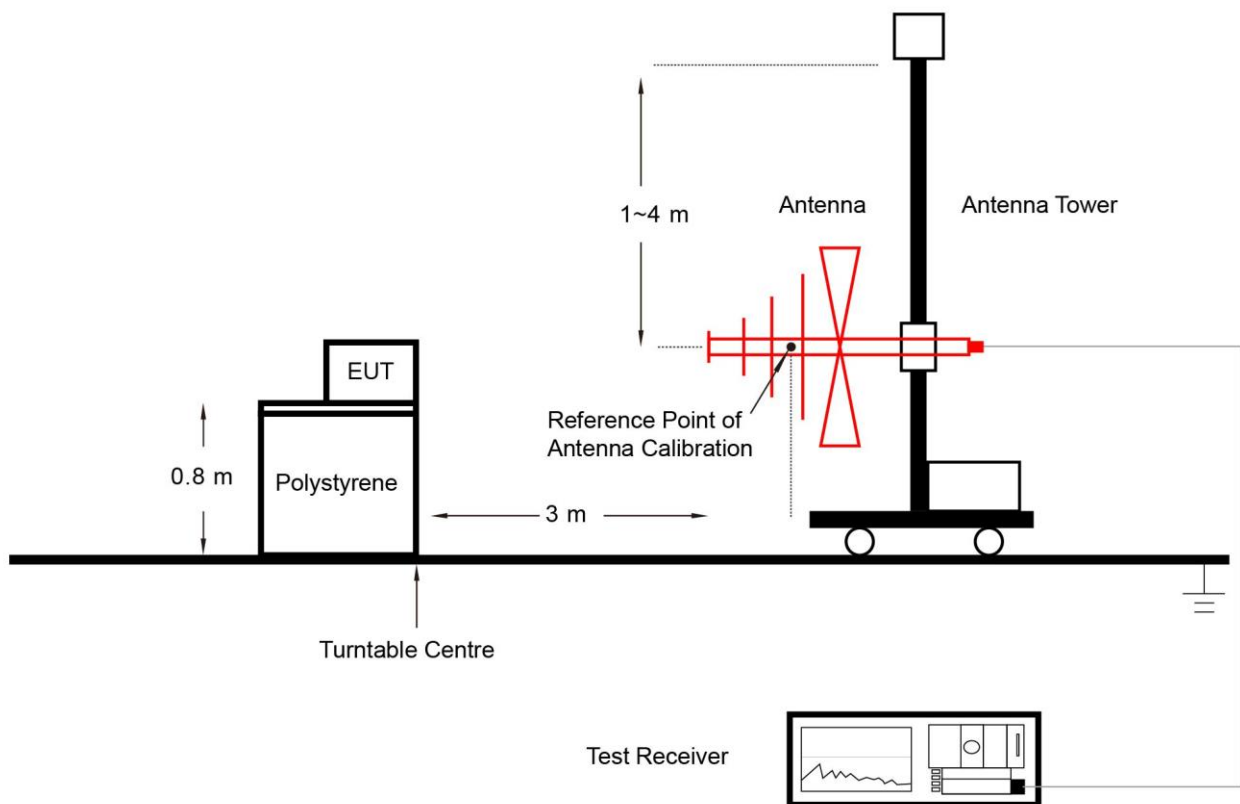 1~4 m
Antenna
Antenna Tower
EUT
Reference Point of
Antenna Calibration
0.8 m
Polystyrene
3 m
Turntable Centre
Test Receiver